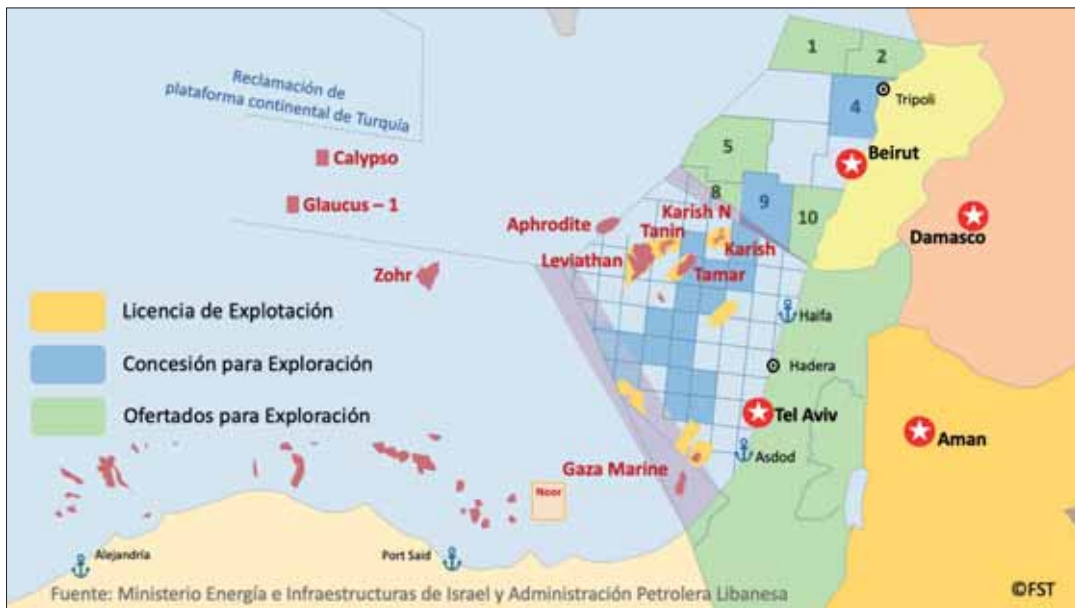 Reclamación de
plataforma continental de Turquía
Calypso
Glaucus – 1
Zohr
Aphrodite
Leviathan
Tanin
Karish N
Karish
Tamar
1
2
4
5
8
9
10
Tripoli
Beirut
Damasco
Haifa
Hadera
Tel Aviv
Asdod
Aman
Gaza Marine
Noor
Licencia de Explotación
Concesión para Exploración
Ofertados para Exploración
Alejandría
Port Said
Fuente: Ministerio Energía e Infraestructuras de Israel y Administración Petrolera Libanesa
©FST